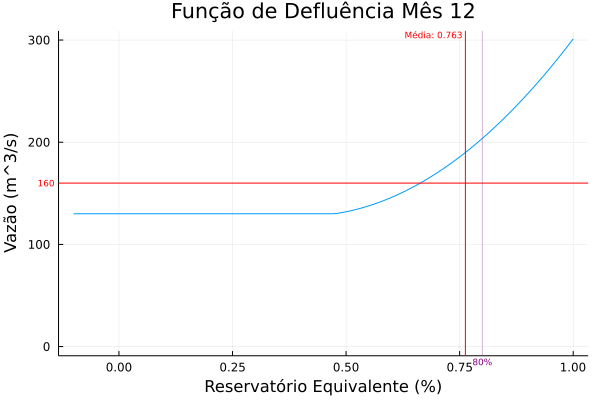 Função de Defluência Mês 12
Média: 0.763
Vazão (m^3/s)
300
200
160
100
0
0.00
0.25
0.50
0.75
80%
1.00
Reservatório Equivalente (%)